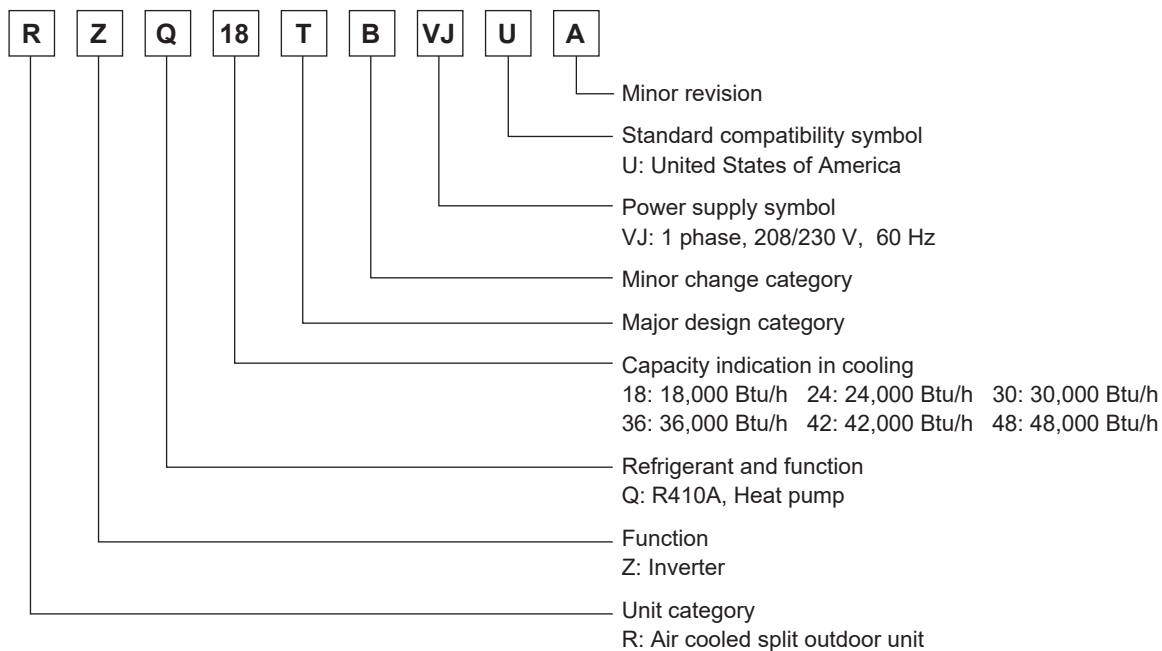 R Z Q 18 T B VJ U A
Minor revision
Standard compatibility symbol
U: United States of America
Power supply symbol
VJ: 1 phase, 208/230 V, 60 Hz
Minor change category
Major design category
Capacity indication in cooling
18: 18,000 Btu/h 24: 24,000 Btu/h 30: 30,000 Btu/h
36: 36,000 Btu/h 42: 42,000 Btu/h 48: 48,000 Btu/h
Refrigerant and function
Q: R410A, Heat pump
Function
Z: Inverter
Unit category
R: Air cooled split outdoor unit